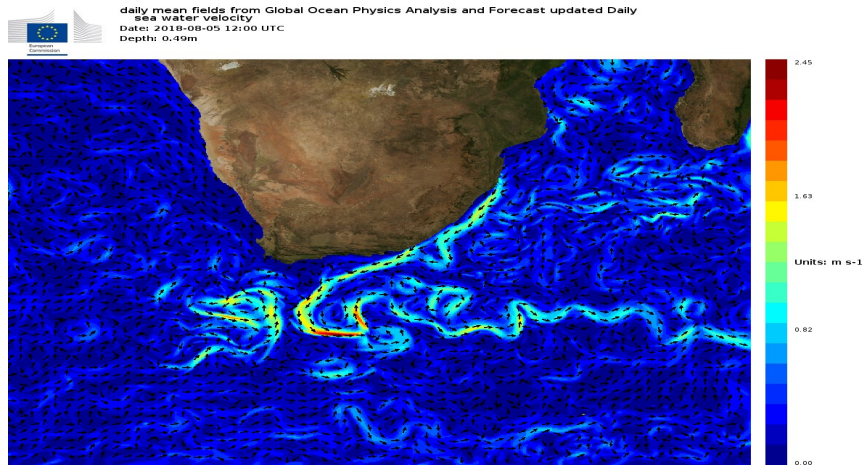 daily mean fields from Global Ocean Physics Analysis and Forecast updated Daily
sea water velocity
Date: 2018-08-05 12:00 UTC
Depth: 0.49m
European
Commission
2.45
1.63
Units: m s-1
0.82
0.00